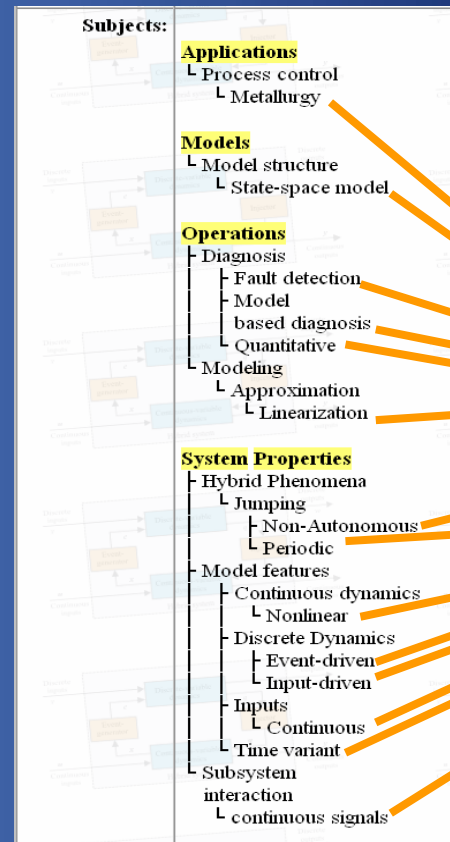 Subjects:
Applications
Process control
Metallurgy
Models
Model structure
State-space model
Operations
Diagnosis
Fault detection
Model
based diagnosis
Quantitative
Modeling
Approximation
Linearization
System Properties
Hybrid Phenomena
Jumping
Non-Autonomous
Periodic
Model features
Continuous dynamics
Nonlinear
Discrete Dynamics
Event-driven
Input-driven
Inputs
Continuous
Time variant
Subsystem
interaction
continuous signals